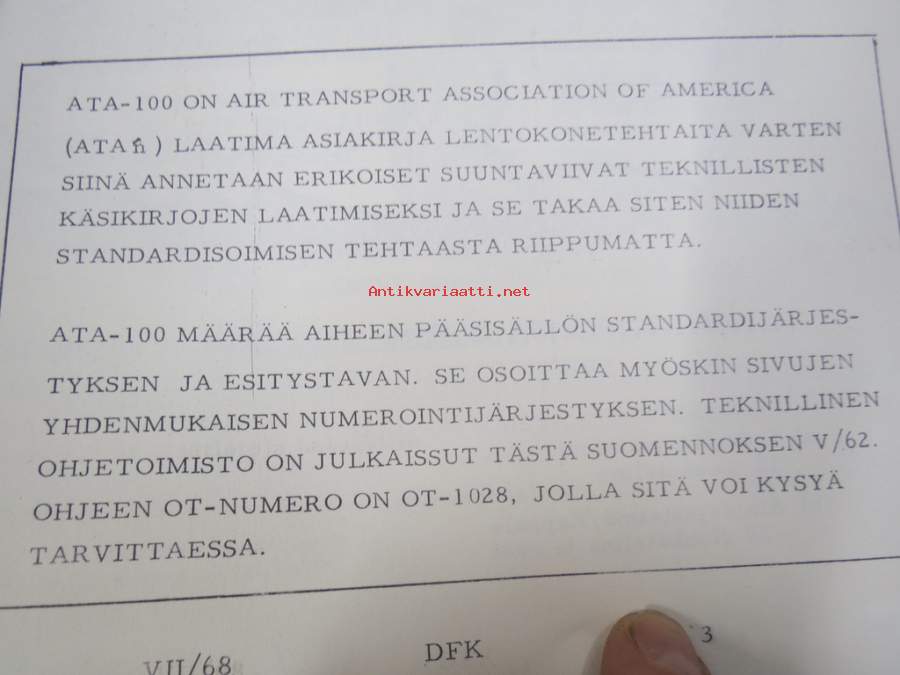 ATA-100 ON AIR TRANSPORT ASSOCIATION OF AMERICA
(ATA:n ) LAATIMA ASIAKIRJA LENTOKONETEHTAITA VARTEN
SIINÄ ANNETAAN ERIKOISET SUUNTAVIIVAT TEKNILLISTEN
KÄSIKIRJOJEN LAATIMISEKSI JA SE TAKAA SITEN NIIDEN
STANDARDISOIMISEN TEHTAASTA RIIPPUMATTA.
Antikvariaatti.net
ATA-100 MÄÄRÄÄ AIHEEN PÄÄSISÄLLÖN STANDARDIJÄRJES-
TYKSEN JA ESITYSTAVAN. SE OSOITTAA MYÖSKIN SIVUJEN
YHDENMUKAISEN NUMEROINTIJÄRJESTYKSEN. TEKNILLINEN
OHJETOIMISTO ON JULKAISSUT TÄSTÄ SUOMENNOKSEN V/62.
OHJEEN OT-NUMERO ON OT-1028, JOLLA SITÄ VOI KYSYÄ
TARVITTAESSA.
VII/68 DFK 3